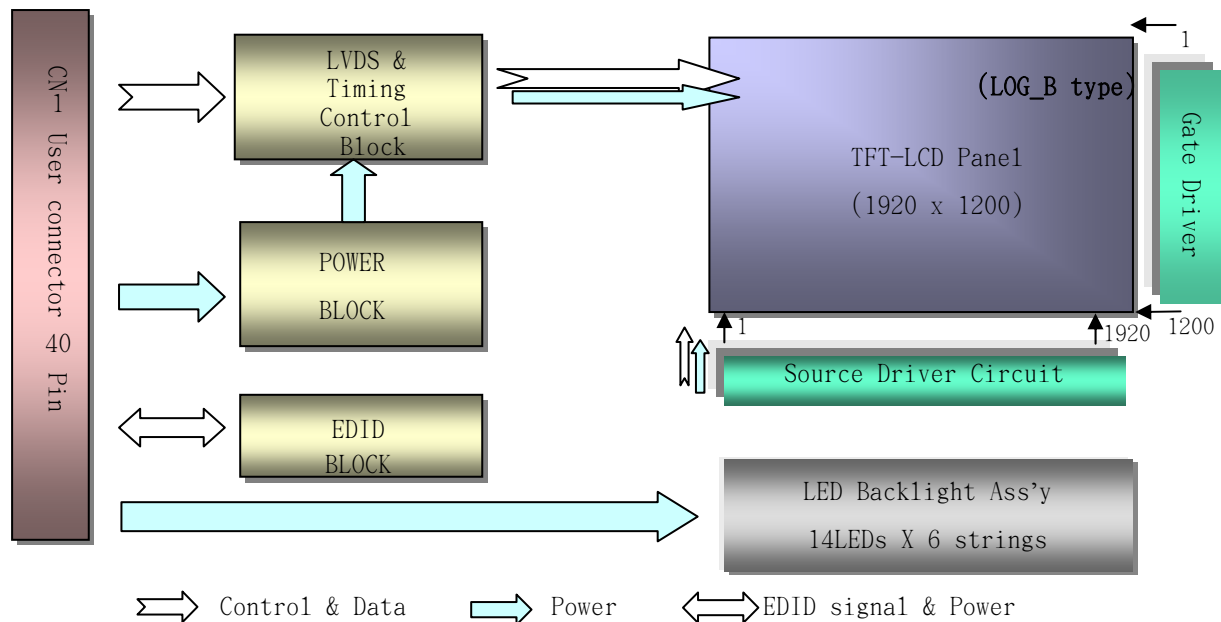 CN-1 User connector 40 Pin
LVDS &
Timing
Control
Block
POWER
BLOCK
EDID
BLOCK
(LOG_B type)
TFT-LCD Panel
(1920 x 1200)
1
Gate Driver
1200
1
1920
Source Driver Circuit
LED Backlight Ass'y
14LEDs X 6 strings
Control & Data
Power
EDID signal & Power